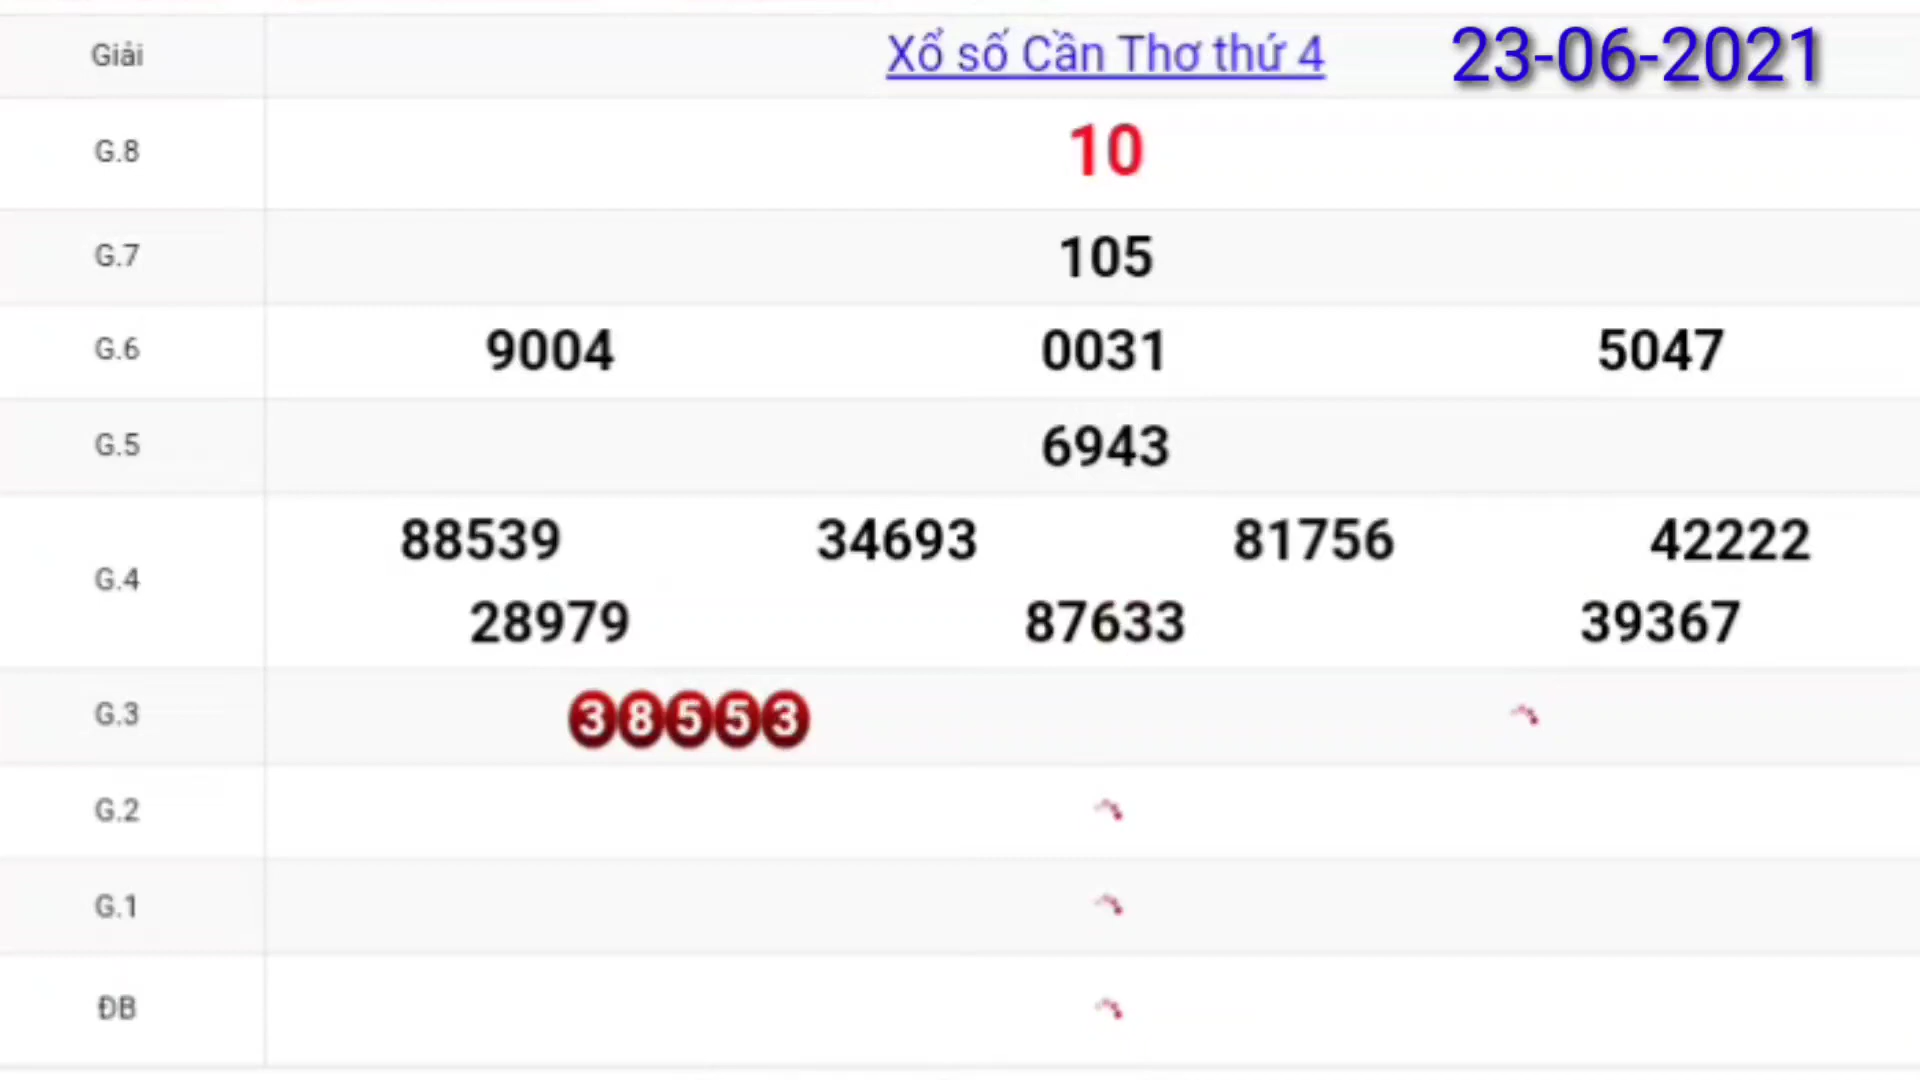 Giải Xổ số Cần Thơ thứ 4 23-06-2021
G.8 10
G.7 105
G.6 9004 0031 5047
G.5 6943
88539 34693 81756 42222
G.4
28979 87633 39367
G.3 38553
G.2
G.1
ĐB